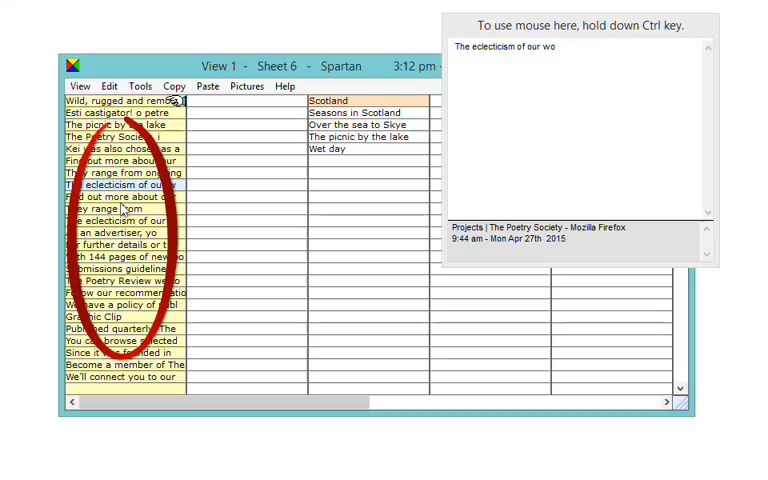 To use mouse here, hold down Ctrl key.
The eclecticism of our wo
Projects | The Poetry Society - Mozilla Firefox
9:44 am - Mon Apr 27th 2015
View 1 - Sheet 6 - Spartan 3:12 pm -
View Edit Tools Copy Paste Pictures Help
Wild, rugged and
Esti castigator! o petre
The picnic by the lake
The Poetry Society, i
Kei was also chosen as a
Find out more about our
They range from ongoing
The eclecticism of our w
Find out more about our
They range from
The eclecticism of our
As an advertiser, yo
For further details or t
With 144 pages of new po
Submissions guideline
The Poetry Review we
Follow our recommendatio
We have a policy of publ
Graphic Clip
Published quarterly, The
You can browse selected
Since it was founded in
Become a member of The
We'll connect you to our
Scotland
Seasons in Scotland
Over the sea to Skye
The picnic by the lake
Wet day